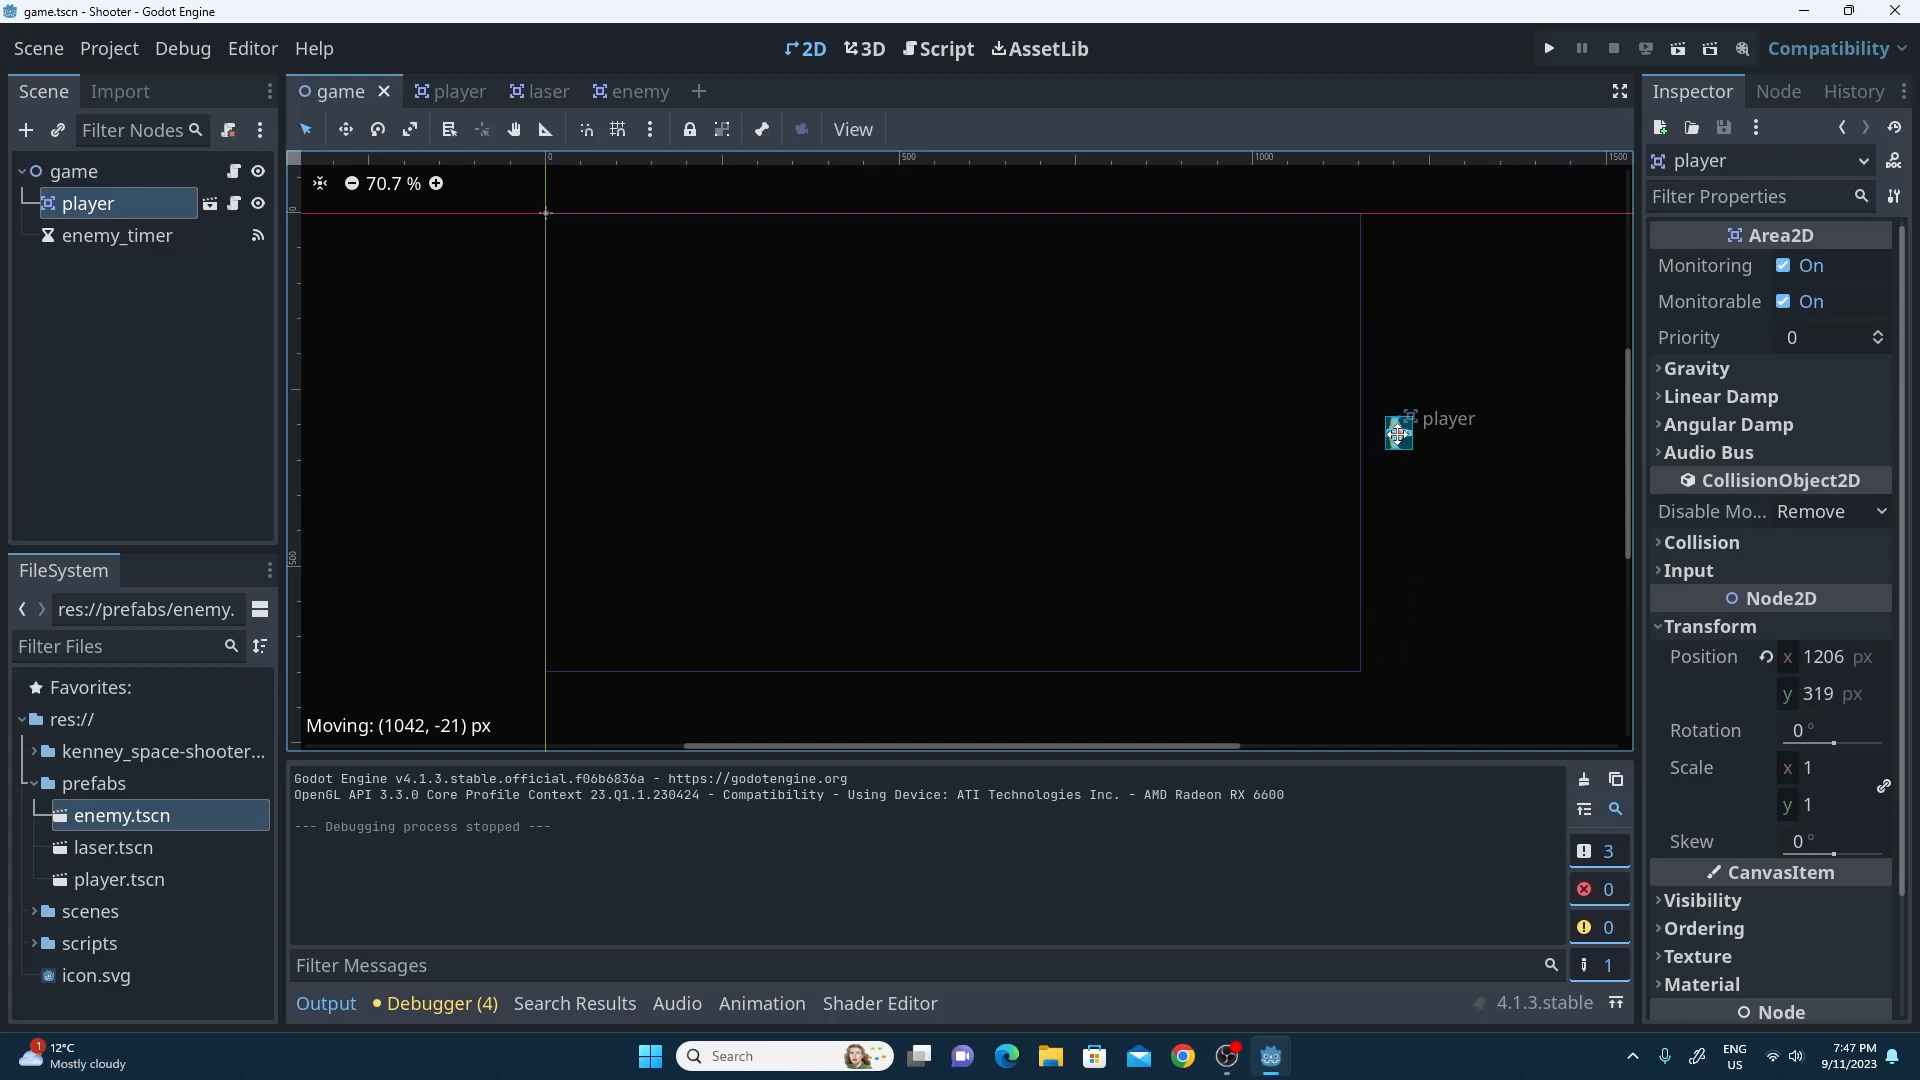 game.tscn - Shooter - Godot Engine
Scene Project Debug Editor Help
2D 3D Script AssetLib
Compatibility
Scene Import
game player laser enemy
Inspector Node History
Filter Nodes
View
game
player
enemy_timer
0 500 1000 1500
70.7 %
0
500
player
Moving: (1042, -21) px
player
Filter Properties
Area2D
Monitoring On
Monitorable On
Priority 0
Gravity
Linear Damp
Angular Damp
Audio Bus
CollisionObject2D
Disable Mo... Remove
Collision
Input
Node2D
Transform
Position x 1206 px
y 319 px
Rotation 0 °
Scale x 1
y 1
Skew 0 °
CanvasItem
Visibility
Ordering
Texture
Material
Node
FileSystem
res://prefabs/enemy.
Filter Files
Favorites:
res://
kenney_space-shooter...
prefabs
enemy.tscn
laser.tscn
player.tscn
scenes
scripts
icon.svg
Godot Engine v4.1.3.stable.official.f06b6836a - https://godotengine.org
OpenGL API 3.3.0 Core Profile Context 23.Q1.1.230424 - Compatibility - Using Device: ATI Technologies Inc. - AMD Radeon RX 6600
--- Debugging process stopped ---
3
0
0
1
Filter Messages
Output Debugger (4) Search Results Audio Animation Shader Editor
4.1.3.stable
1
12°C
Mostly cloudy
Search
ENG
US
7:47 PM
9/11/2023